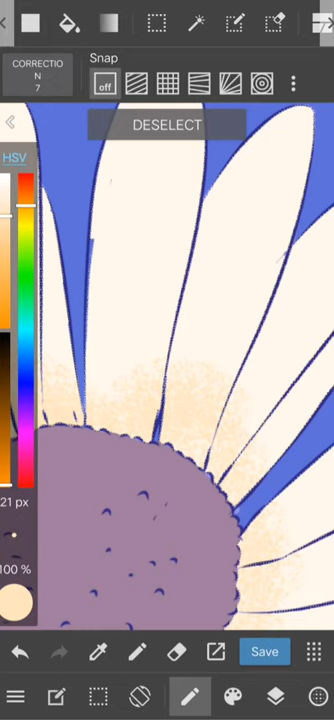 CORRECTIO
N
7
Snap
off
DESELECT
HSV
21 px
100 %
Save